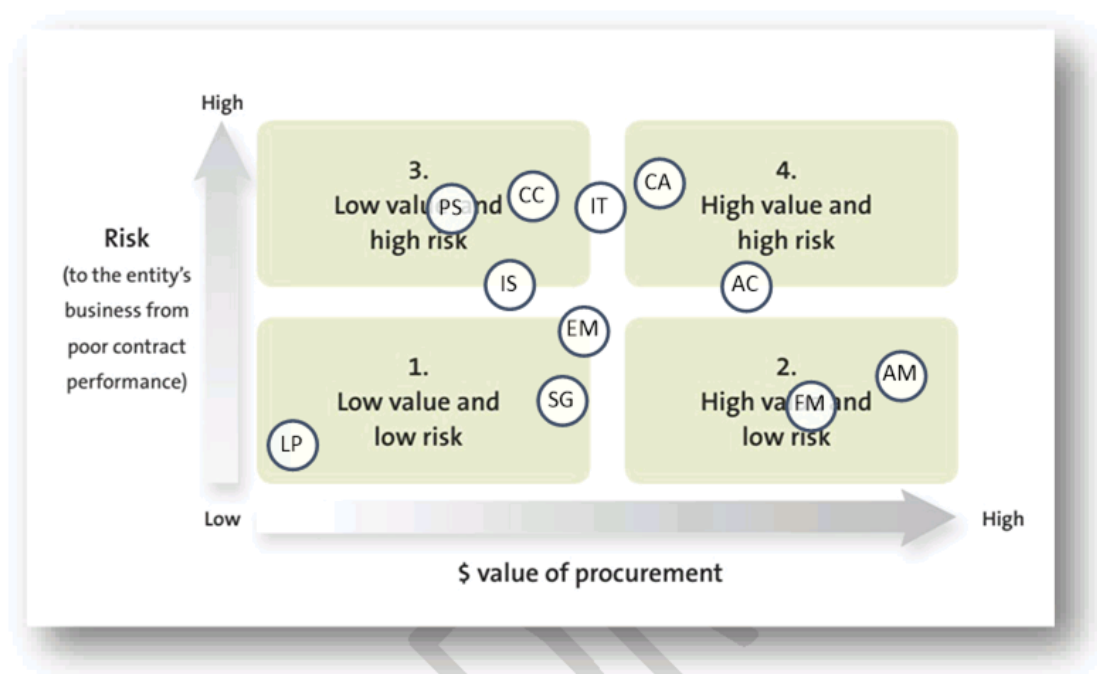 High
Risk
(to the entity's
business from
poor contract
performance)
3.
Low value and
high risk
PS
CC
IT
CA
4.
High value and
high risk
IS
AC
EM
1.
Low value and
low risk
SG
LP
2.
High value and
low risk
FM
AM
Low
High
$ value of procurement